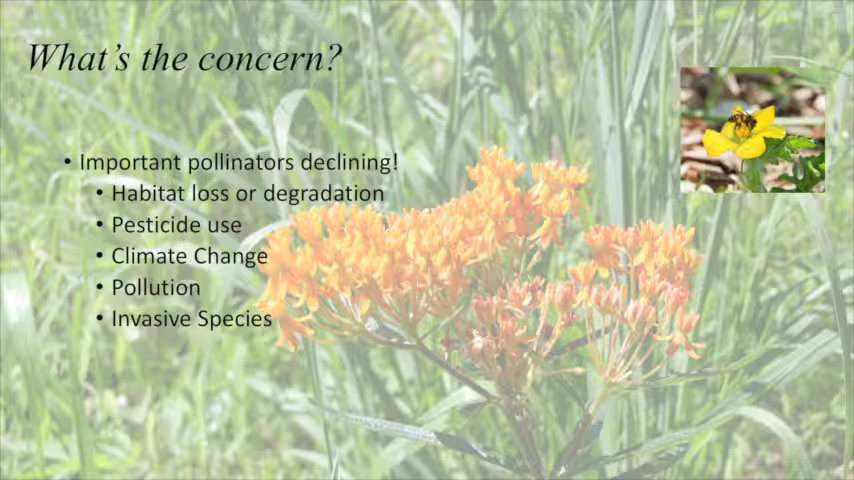 What's the concern?
• Important pollinators declining!
• Habitat loss or degradation
• Pesticide use
• Climate Change
• Pollution
• Invasive Species